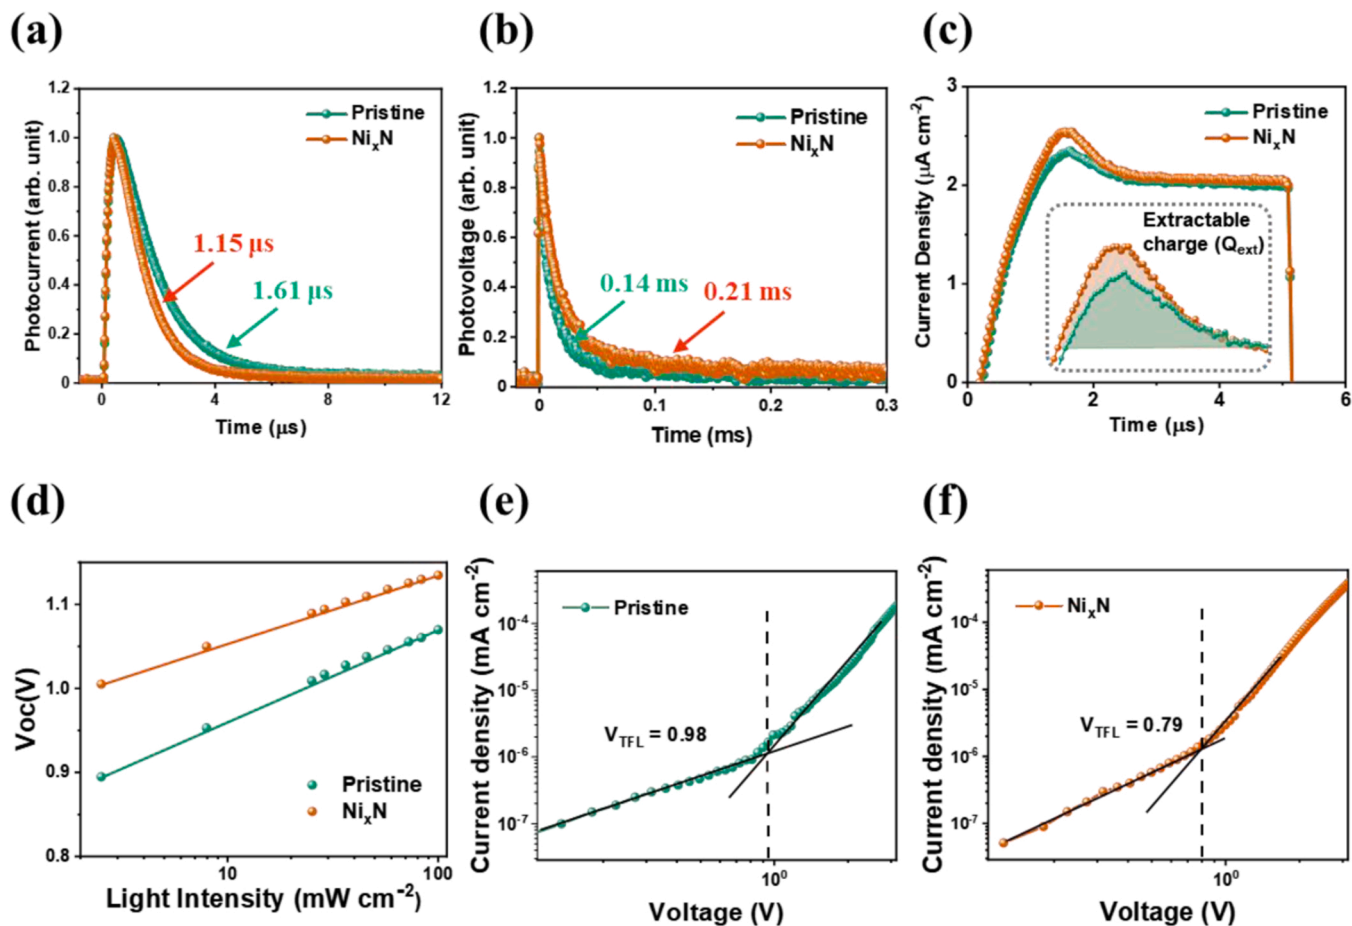 (a)
Photocurrent (arb. unit)
1.2
1.0
0.8
0.6
0.4
0.2
0
Pristine
NiₓN
1.15 μs
1.61 μs
0
4
8
12
Time (μs)
(b)
Photovoltage (arb. unit)
1.2
1.0
0.8
0.6
0.4
0.2
0
Pristine
NiₓN
0.14 ms
0.21 ms
0
0.1
0.2
0.3
Time (ms)
(c)
Current Density (μA cm⁻²)
3
2
1
0
Pristine
NiₓN
Extractable
charge (Qₑₓₜ)
0
2
4
6
Time (μs)
(d)
Voc(V)
1.1
1.0
0.9
0.8
Pristine
NiₓN
10
100
Light Intensity (mW cm⁻²)
(e)
Current density (mA cm⁻²)
10⁻⁴
10⁻⁵
10⁻⁶
10⁻⁷
Pristine
V_TFL = 0.98
10⁰
Voltage (V)
(f)
Current density (mA cm⁻²)
10⁻⁴
10⁻⁵
10⁻⁶
10⁻⁷
NiₓN
V_TFL = 0.79
10⁰
Voltage (V)